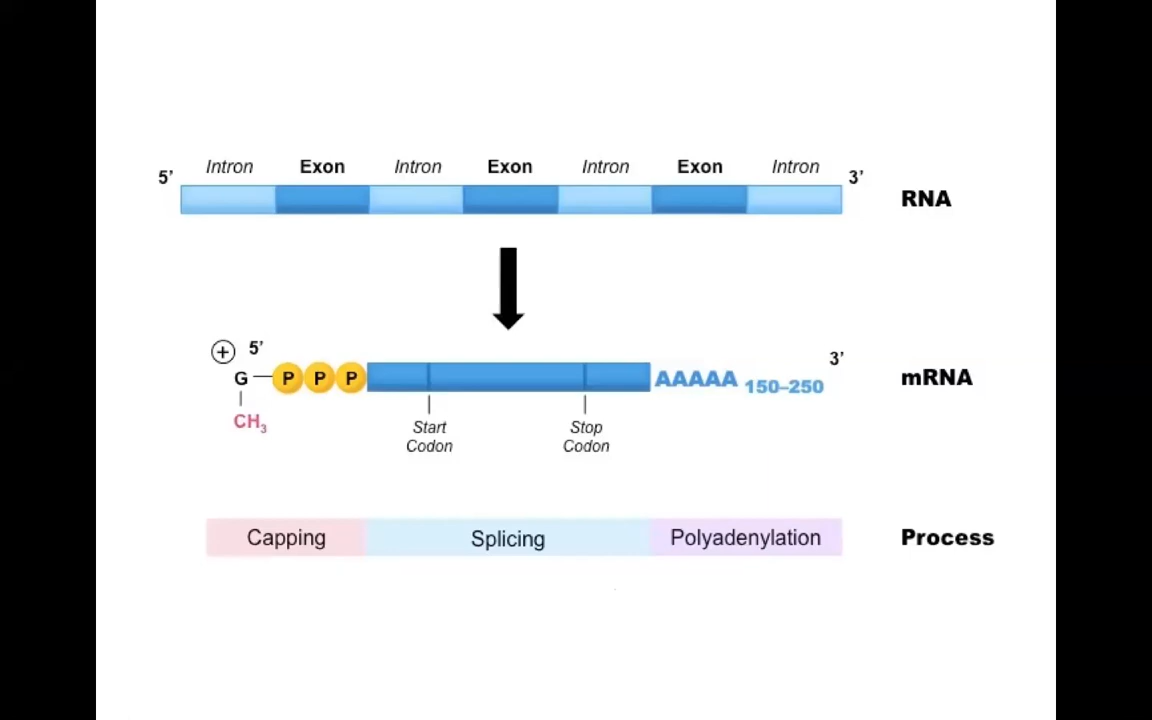 Intron Exon Intron Exon Intron Exon Intron
5’ 3’
RNA
+ 5’ 3’
G P P P AAAAA 150–250 mRNA
CH3
Start Codon
Stop Codon
Capping Splicing Polyadenylation Process